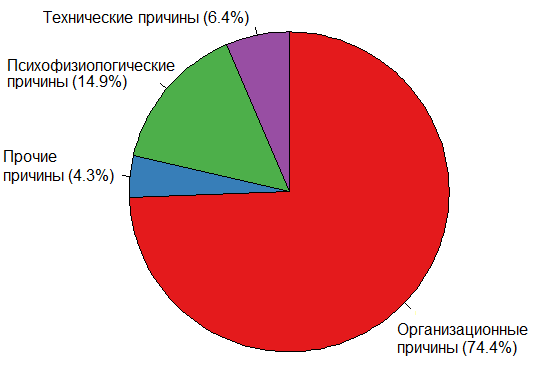 Технические причины (6.4%)
Психофизиологические
причины (14.9%)
Прочие
причины (4.3%)
Организационные
причины (74.4%)